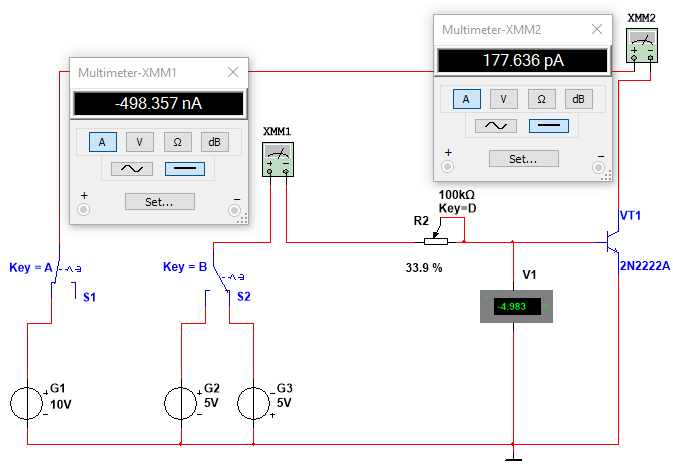 XMM2
Multimeter-XMM2
177.636 pA
A V Ω dB
+ Set... -
Multimeter-XMM1
-498.357 nA
A V Ω dB
+ Set... -
XMM1
100kΩ
Key=D
R2
33.9 %
VT1
2N2222A
V1
-4.983
Key = A
S1
Key = B
S2
G1
10V
G2
5V
G3
5V